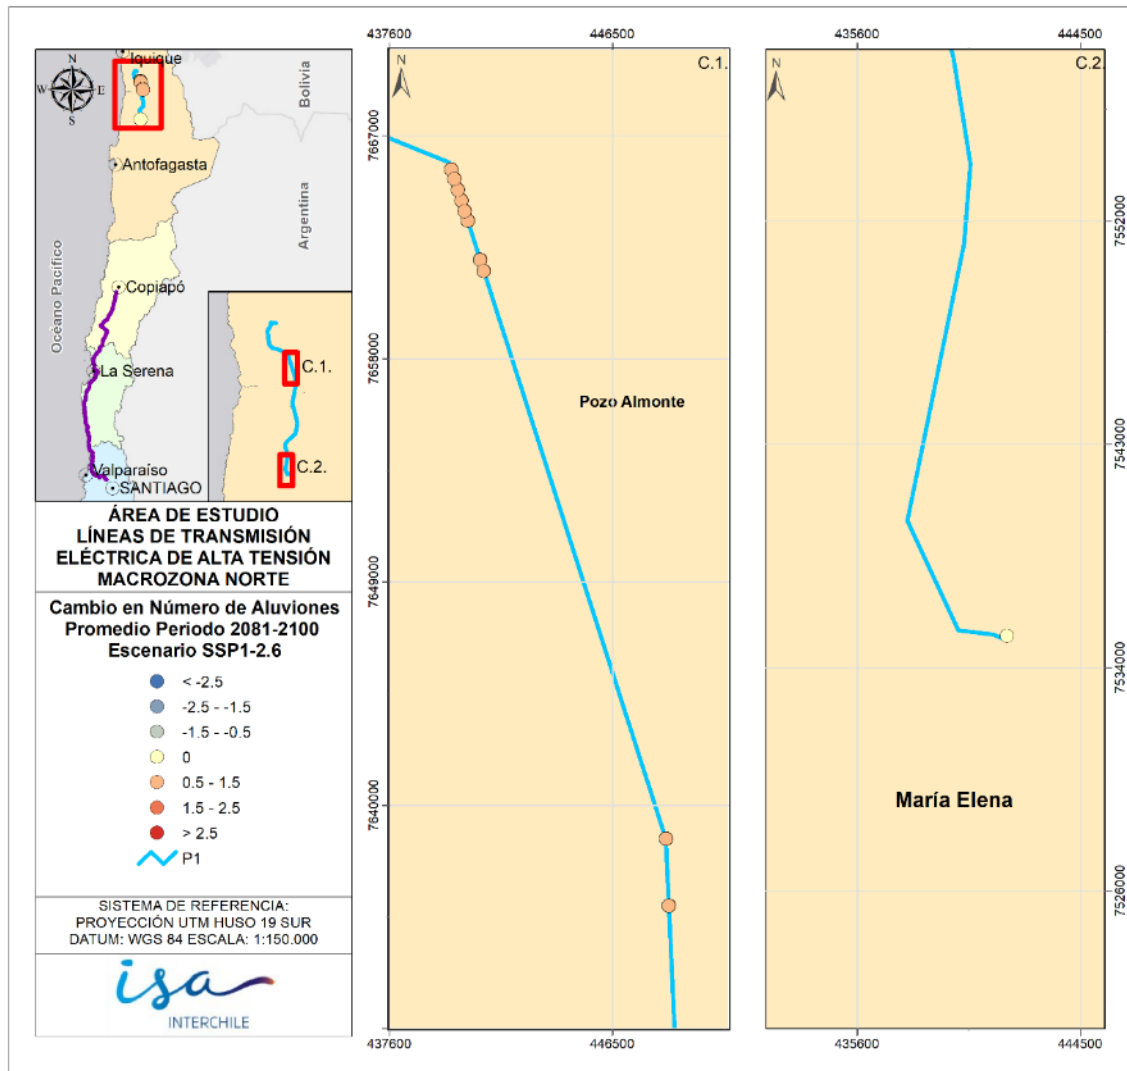 Iquique
N
W
E
S
Bolivia
Antofagasta
Argentina
Océano Pacífico
Copiapó
La Serena
C.1.
C.2.
Valparaíso
SANTIAGO
ÁREA DE ESTUDIO
LÍNEAS DE TRANSMISIÓN
ELÉCTRICA DE ALTA TENSIÓN
MACROZONA NORTE
Cambio en Número de Aluviones
Promedio Periodo 2081-2100
Escenario SSP1-2.6
< -2.5
-2.5 - -1.5
-1.5 - -0.5
0
0.5 - 1.5
1.5 - 2.5
> 2.5
P1
SISTEMA DE REFERENCIA:
PROYECCIÓN UTM HUSO 19 SUR
DATUM: WGS 84 ESCALA: 1:150.000
isa
INTERCHILE
437600
446500
C.1.
N
7667000
7658000
7649000
7640000
Pozo Almonte
437600
446500
435600
444500
C.2.
N
7552000
7543000
7534000
7525000
María Elena
435600
444500